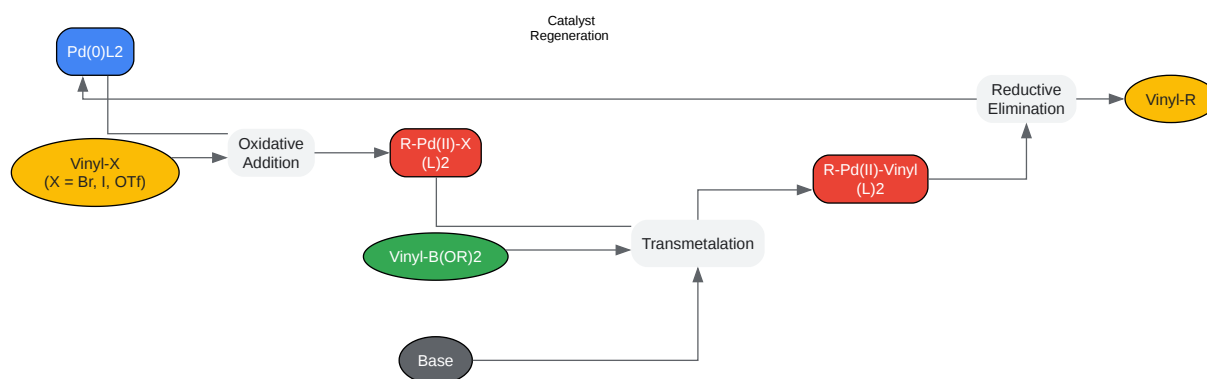 Catalyst
Regeneration
Pd(0)L2
Reductive
Elimination
Vinyl-R
Oxidative
Addition
R-Pd(II)-X
(L)2
Vinyl-X
(X = Br, I, OTf)
R-Pd(II)-Vinyl
(L)2
Transmetalation
Vinyl-B(OR)2
Base